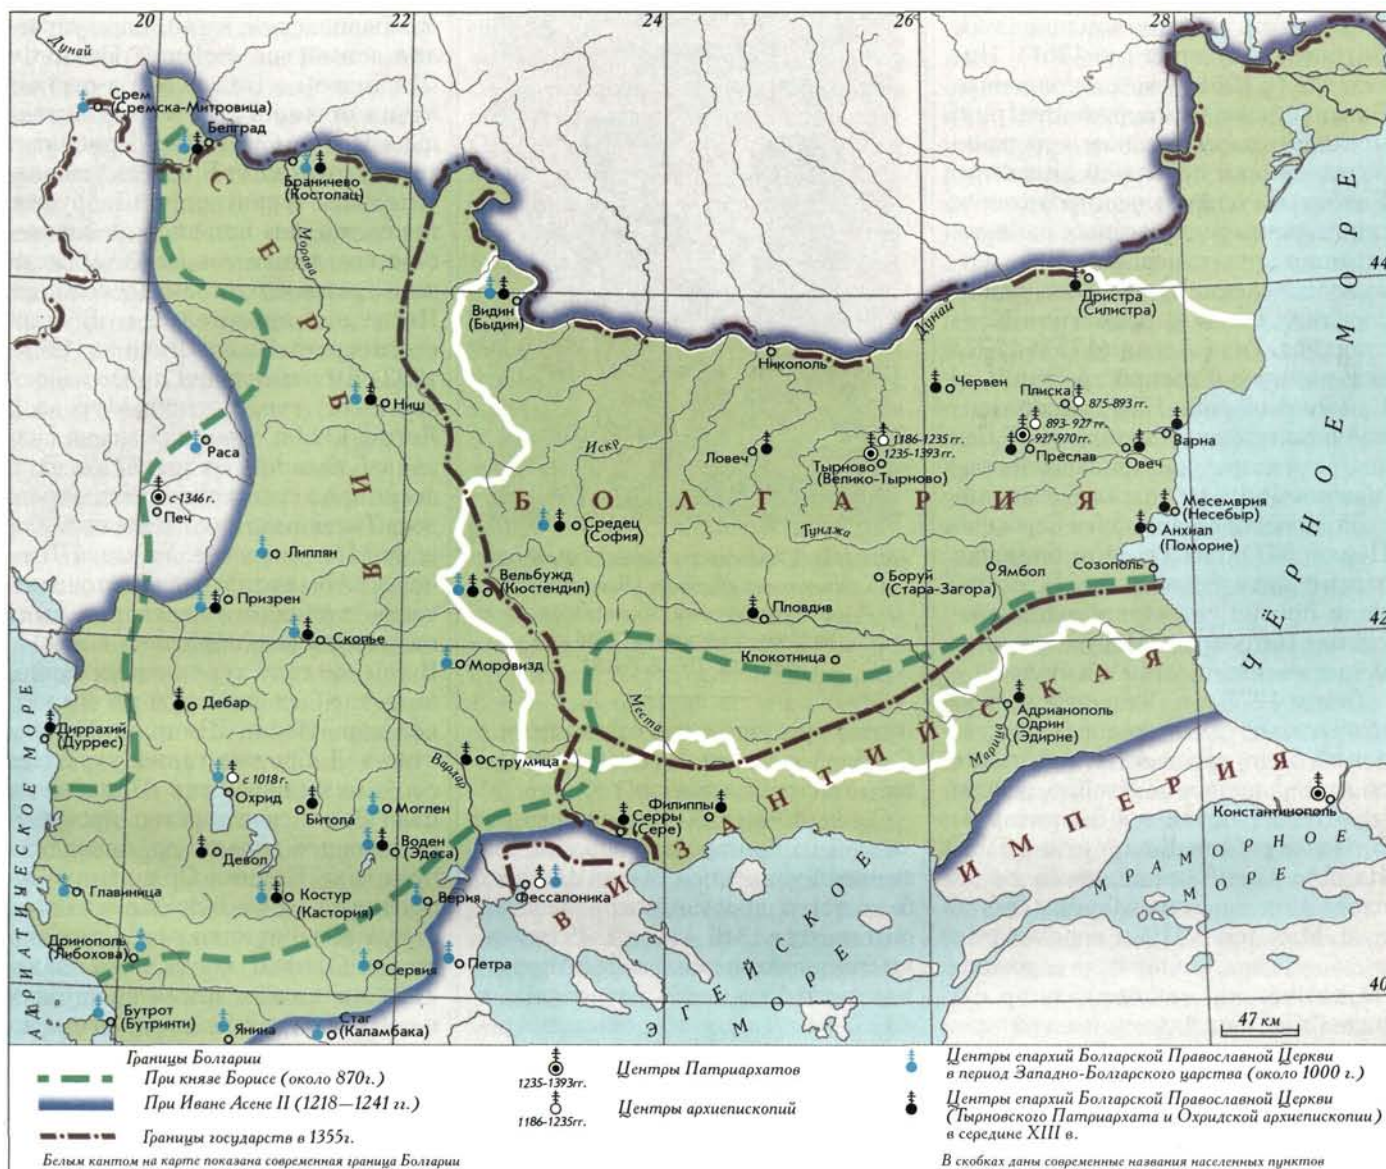 20
22
24
26
28
Дунай
Срем
(Сремска-Митровица)
Белград
Браничево
(Костолац)
Морава
СЕРБИЯ
44
Видин
(Быдин)
Дунай
Дристра
(Силистра)
Никополь
Червен
Плиска
875-893 гг.
893-927 гг.
927-970 гг.
Преслав
Варна
Овеч
Ниш
Искр
Ловеч
1186-1235 гг.
1235-1393 гг.
Тырново
(Велико-Тырново)
Раса
с 1346 г.
Печ
БОЛГАРИЯ
Месемврия
(Несебыр)
Анхиал
(Поморие)
Средец
(София)
Тунджа
Липлян
Вельбужд
(Кюстендил)
Боруй
(Стара-Загора)
Ямбол
Созополь
Призрен
Пловдив
Скопье
42
Моровизд
Клокотница
ЧЁРНОЕ МОРЕ
Дебар
Места
Адрианополь
Одрин
(Эдирне)
Марица
Диррахий
(Дуррес)
Вардар
Струмица
ВИЗАНТИЙСКАЯ
ИМПЕРИЯ
с 1018 г.
Охрид
Битола
Моглен
Филиппы
Серры
(Сере)
Константинополь
Девол
Воден
(Эдеса)
МРАМОРНОЕ
МОРЕ
Главиница
Костур
(Кастория)
Верия
Фессалоника
Дринополь
(Либохова)
Сервия
Петра
ЭГЕЙСКОЕ
МОРЕ
40
АДРИАТИЧЕСКОЕ МОРЕ
Бутрот
(Бутринти)
Янина
Стаг
(Каламбака)
47 км
Границы Болгарии
При князе Борисе (около 870г.)
При Иване Асене II (1218—1241 гг.)
Границы государств в 1355г.
Белым кантом на карте показана современная граница Болгарии
1235-1393гг.
Центры Патриархатов
1186-1235гг.
Центры архиепископий
Центры епархий Болгарской Православной Церкви
в период Западно-Болгарского царства (около 1000 г.)
Центры епархий Болгарской Православной Церкви
(Тырновского Патриархата и Охридской архиепископии)
в середине XIII в.
В скобках даны современные названия населенных пунктов